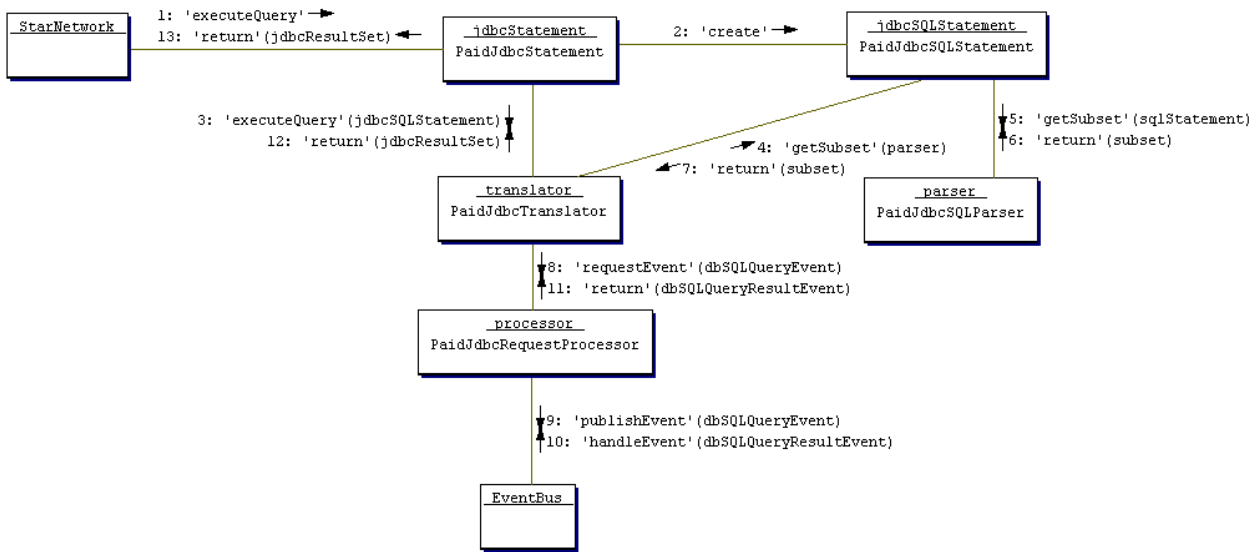 1: 'executeQuery'
13: 'return'(jdbcResultSet)
StarNetwork
jdbcStatement
PaidJdbcStatement
2: 'create'
jdbcSQLStatement
PaidJdbcSQLStatement
3: 'executeQuery'(jdbcSQLStatement)
12: 'return'(jdbcResultSet)
4: 'getSubset'(parser)
7: 'return'(subset)
5: 'getSubset'(sqlStatement)
6: 'return'(subset)
translator
PaidJdbcTranslator
parser
PaidJdbcSQLParser
8: 'requestEvent'(dbSQLQueryEvent)
11: 'return'(dbSQLQueryResultEvent)
processor
PaidJdbcRequestProcessor
9: 'publishEvent'(dbSQLQueryEvent)
10: 'handleEvent'(dbSQLQueryResultEvent)
EventBus